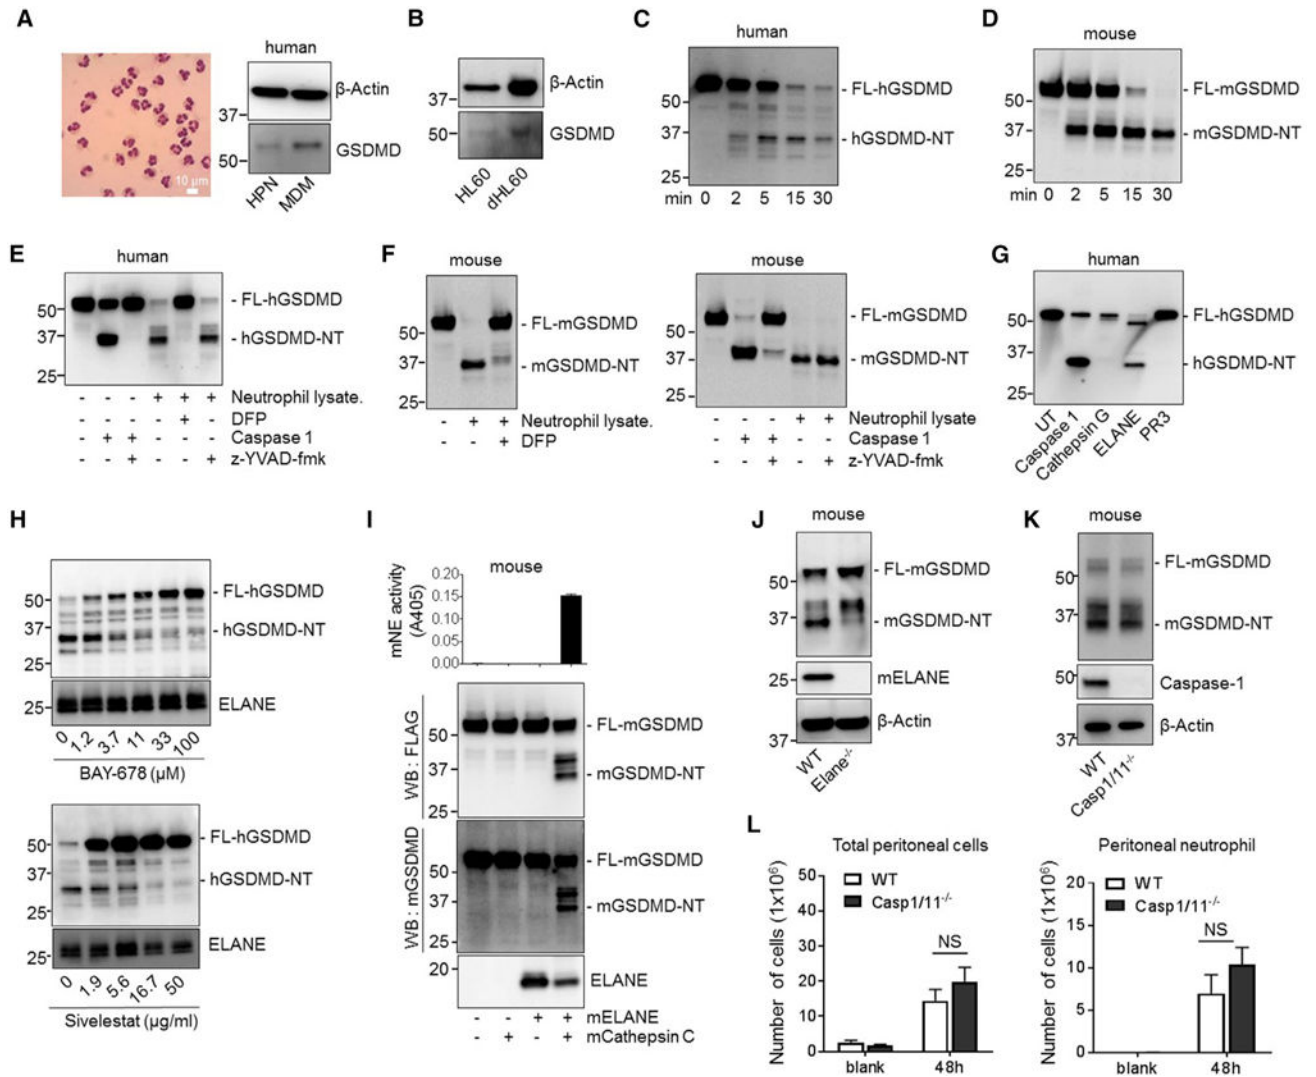 A
human
10 µm
β-Actin
37
GSDMD
50
HPN MDM
B
β-Actin
37
GSDMD
50
HL60 dHL60
C
human
FL-hGSDMD
50
37
hGSDMD-NT
25
min 0 2 5 15 30
D
mouse
FL-mGSDMD
50
37
mGSDMD-NT
25
min 0 2 5 15 30
E
human
FL-hGSDMD
50
37
hGSDMD-NT
25
- - - + + + Neutrophil lysate.
- - - - + - DFP
- + + - - - Caspase 1
- - + - - + z-YVAD-fmk
F
mouse
FL-mGSDMD
50
37
mGSDMD-NT
25
- + + Neutrophil lysate.
- - + DFP
mouse
FL-mGSDMD
50
37
mGSDMD-NT
25
- - - + + Neutrophil lysate
- + + - - Caspase 1
- - + - + z-YVAD-fmk
G
human
FL-hGSDMD
50
37
hGSDMD-NT
25
UT Caspase 1 Cathepsin G ELANE PR3
H
FL-hGSDMD
50
37
hGSDMD-NT
25
ELANE
25
0 1.2 3.7 11 33 100
BAY-678 (µM)
FL-hGSDMD
50
37
hGSDMD-NT
25
ELANE
25
0 1.9 5.6 16.7 50
Sivelestat (µg/ml)
I
mouse
mNE activity
(A405)
0.20
0.15
0.10
0.05
0.00
WB : FLAG
FL-mGSDMD
50
37
mGSDMD-NT
25
WB : mGSDMD
FL-mGSDMD
50
37
mGSDMD-NT
25
20
ELANE
- - + + mELANE
- + - + mCathepsin C
J
mouse
FL-mGSDMD
50
37
mGSDMD-NT
25
mELANE
β-Actin
37
WT Elane-/-
K
mouse
FL-mGSDMD
50
37
mGSDMD-NT
50
Caspase-1
β-Actin
37
WT Casp1/11-/-
L
Total peritoneal cells
WT
Casp1/11-/-
NS
Number of cells (1x10⁶)
50
40
30
20
10
0
blank 48h
Peritoneal neutrophil
WT
Casp1/11-/-
NS
Number of cells (1x10⁶)
20
15
10
5
0
blank 48h